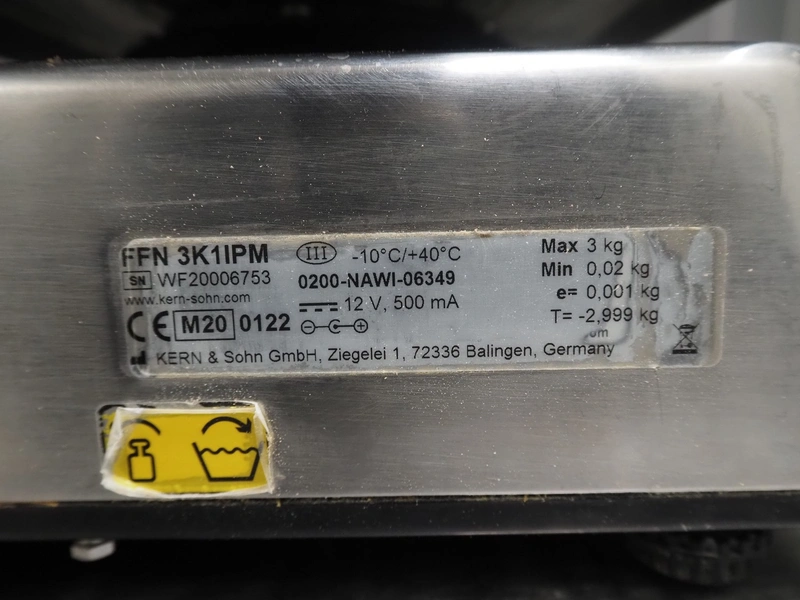 FFN 3K1IPM
III
-10°C/+40°C
SN WF20006753
0200-NAWI-06349
www.kern-sohn.com
12 V, 500 mA
CE M20 0122
KERN & Sohn GmbH, Ziegelei 1, 72336 Balingen, Germany
Max 3 kg
Min 0,02 kg
e= 0,001 kg
T= -2,999 kg